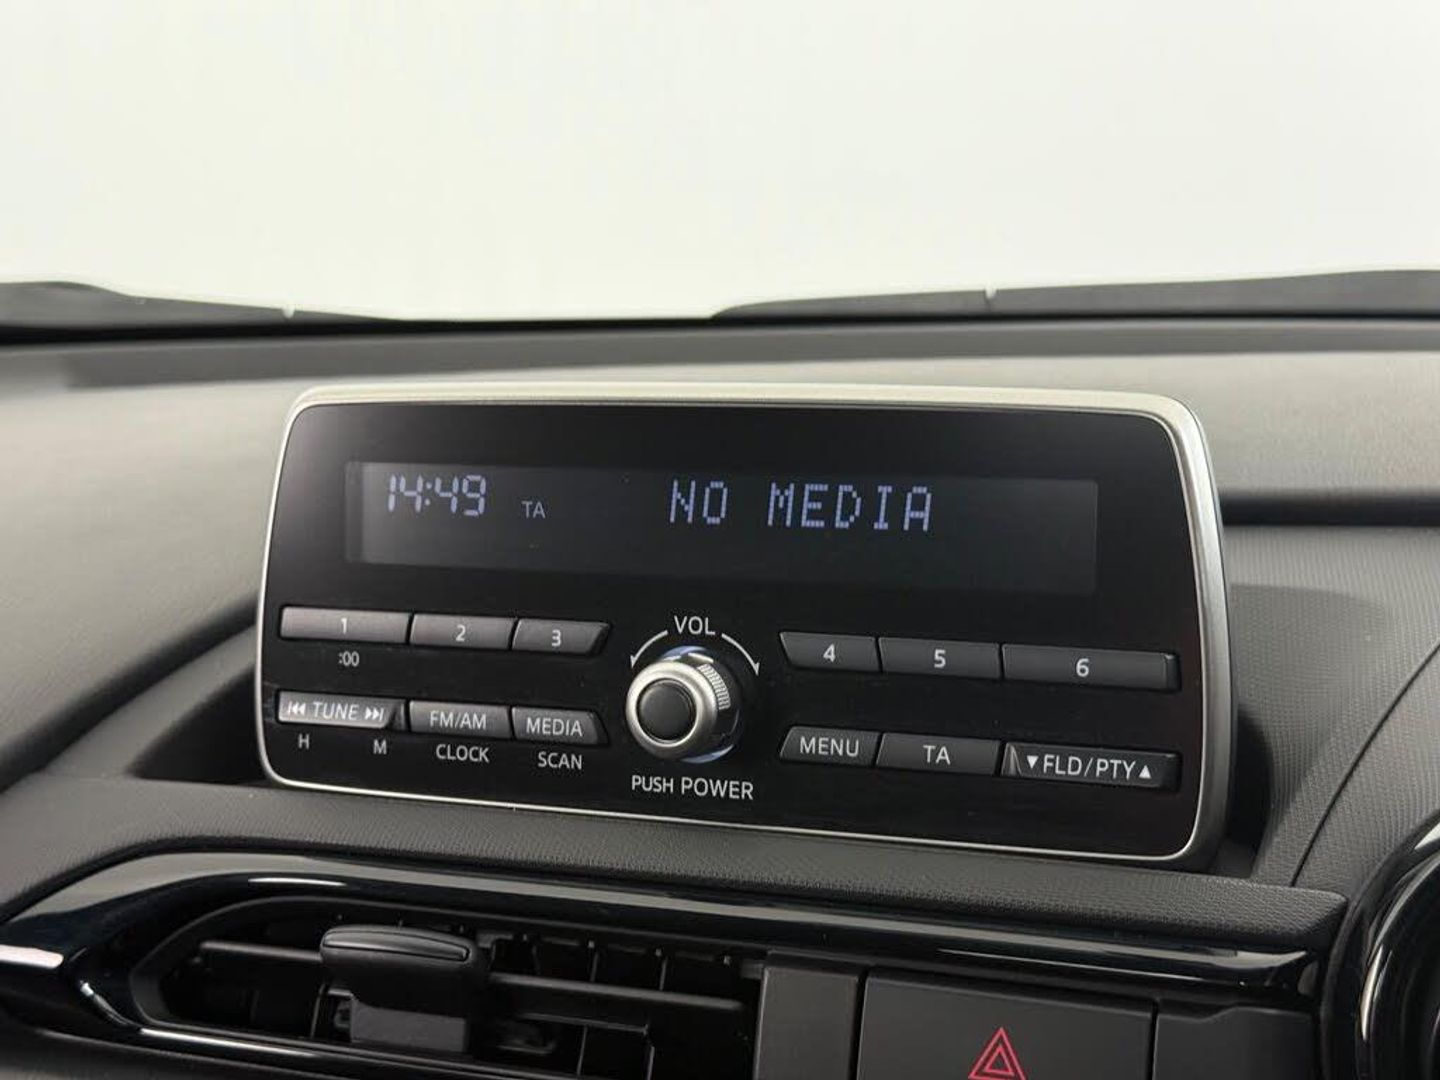 14:49 TA NO MEDIA
1 2 3 VOL 4 5 6
:00
TUNE FM/AM MEDIA MENU TA ▼FLD/PTY▲
H M CLOCK SCAN
PUSH POWER